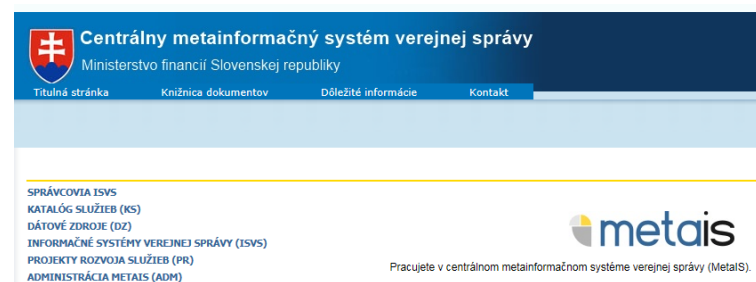 Centrálny metainformačný systém verejnej správy
Ministerstvo financií Slovenskej republiky
Titulná stránka Knižnica dokumentov Dôležité informácie Kontakt
SPRÁVCOVIA ISVS
KATALÓG SLUŽIEB (KS)
DÁTOVÉ ZDROJE (DZ)
INFORMAČNÉ SYSTÉMY VEREJNEJ SPRÁVY (ISVS)
PROJEKTY ROZVOJA SLUŽIEB (PR)
ADMINISTRÁCIA METAIS (ADM)
metais
Pracujete v centrálnom metainformačnom systéme verejnej správy (MetaIS).